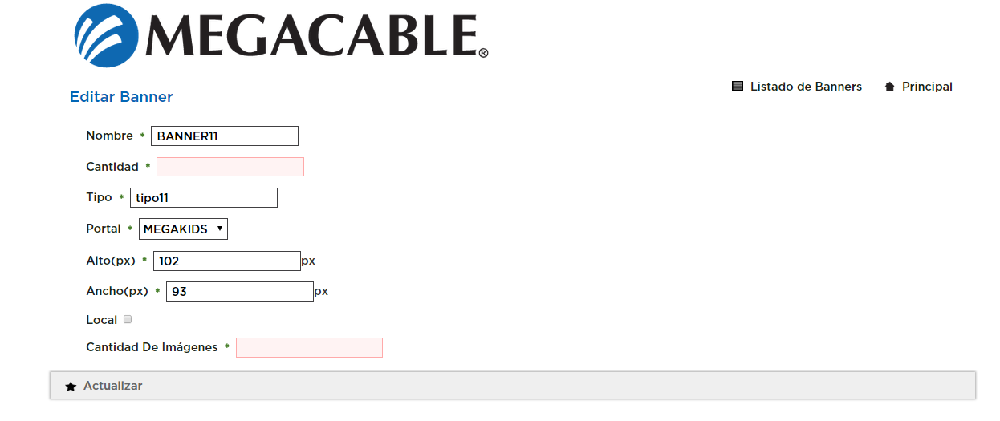 MEGACABLE®
Listado de Banners Principal
Editar Banner
Nombre * BANNER11
Cantidad *
Tipo * tipo11
Portal * MEGAKIDS
Alto(px) * 102 px
Ancho(px) * 93 px
Local
Cantidad De Imágenes *
Actualizar